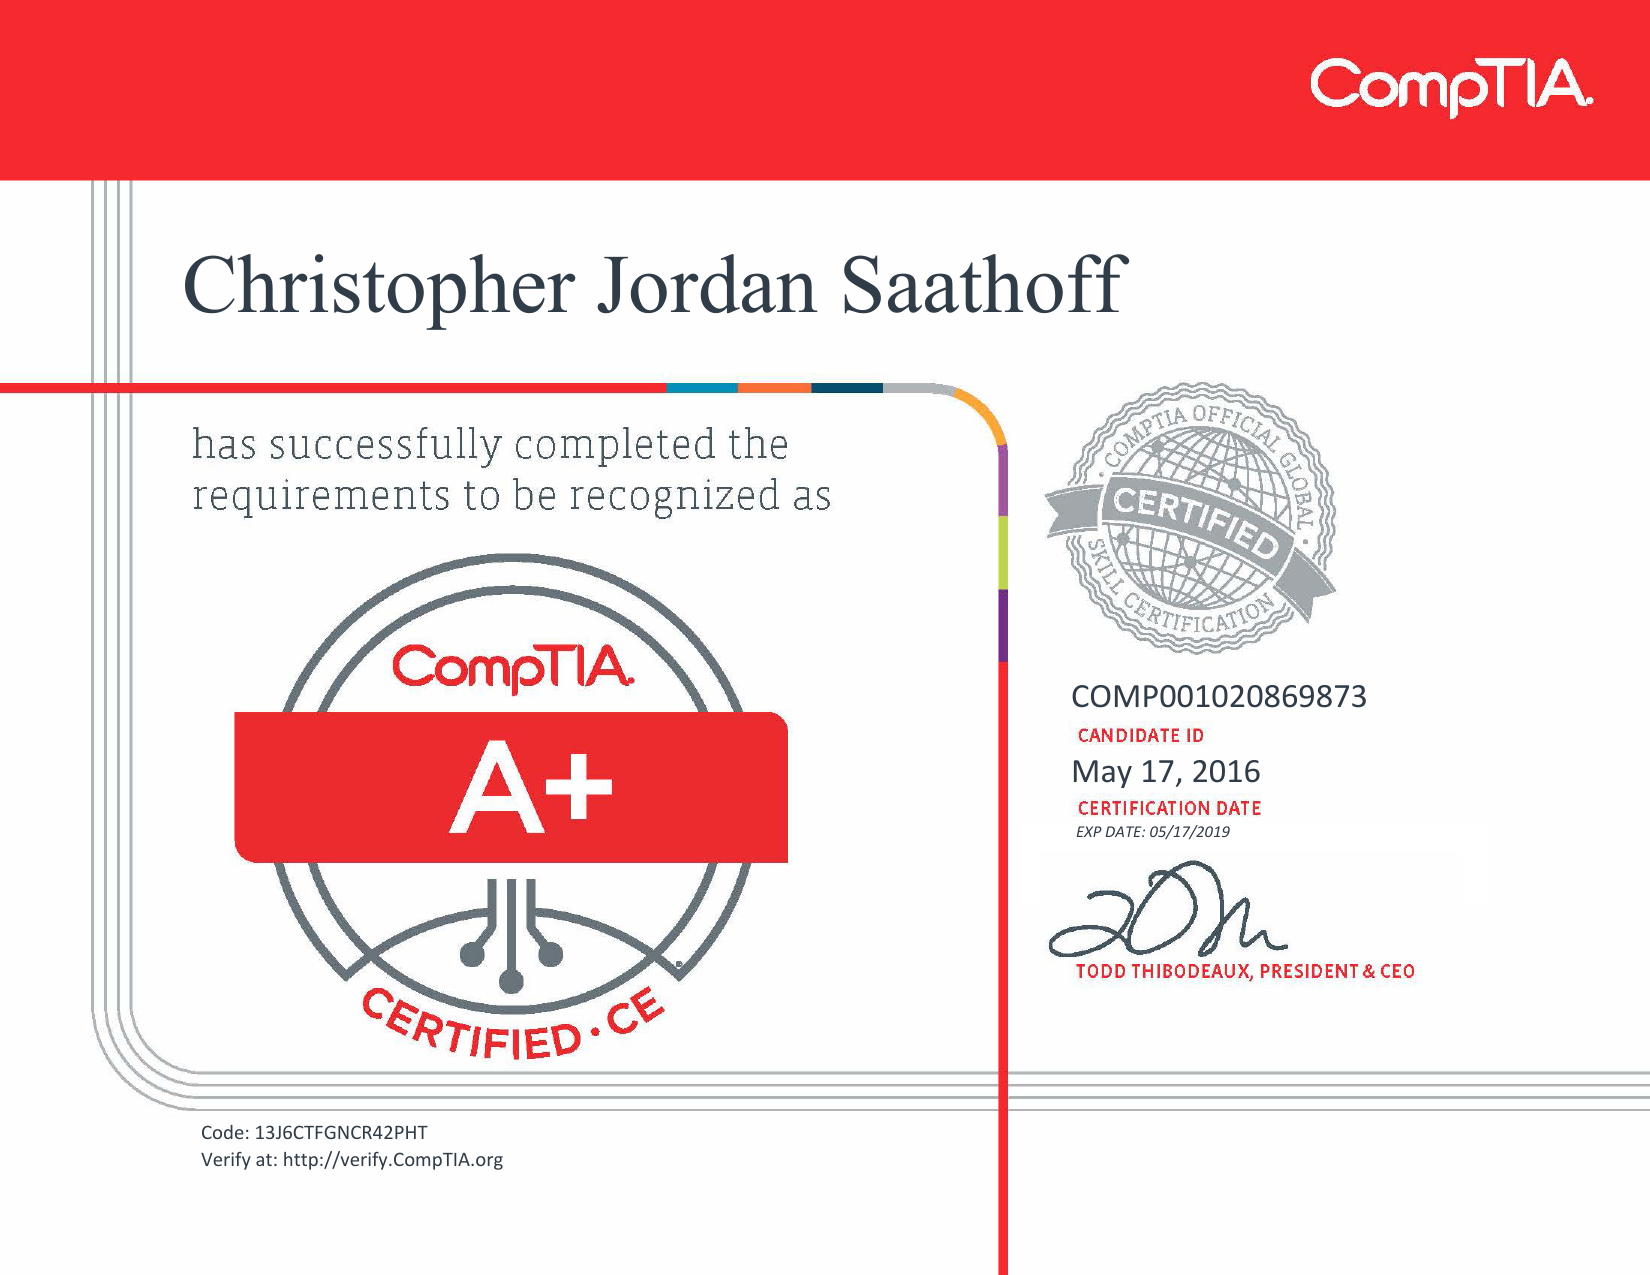 CompTIA.
Christopher Jordan Saathoff
has successfully completed the
requirements to be recognized as
CompTIA.
A+
CERTIFIED · CE
· COMPTIA OFFICIAL GLOBAL ·
CERTIFIED
SKILL CERTIFICATION
COMP001020869873
CANDIDATE ID
May 17, 2016
CERTIFICATION DATE
EXP DATE: 05/17/2019
TODD THIBODEAUX, PRESIDENT & CEO
Code: 13J6CTFGNCR42PHT
Verify at: http://verify.CompTIA.org